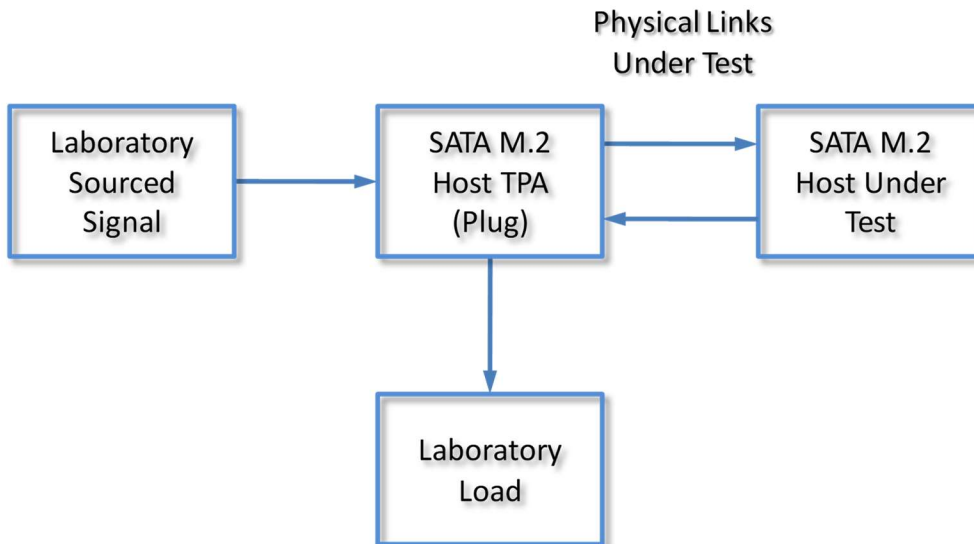 Physical Links
Under Test
Laboratory
Sourced
Signal
SATA M.2
Host TPA
(Plug)
SATA M.2
Host Under
Test
Laboratory
Load